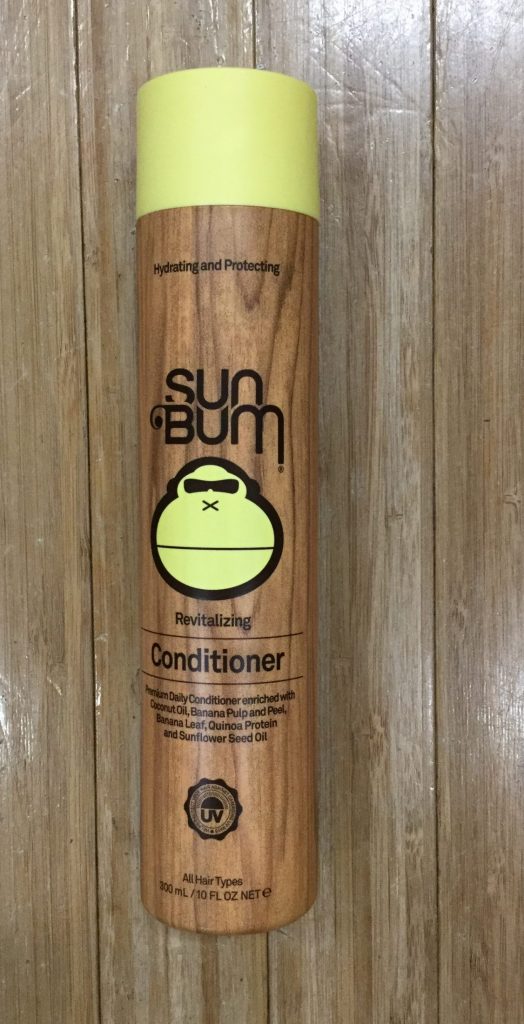 Hydrating and Protecting
SUN
BUM®
Revitalizing
Conditioner
Premium Daily Conditioner enriched with
Coconut Oil, Banana Pulp and Peel,
Banana Leaf, Quinoa Protein
and Sunflower Seed Oil
UV
All Hair Types
300 mL / 10 FL OZ NET ℮